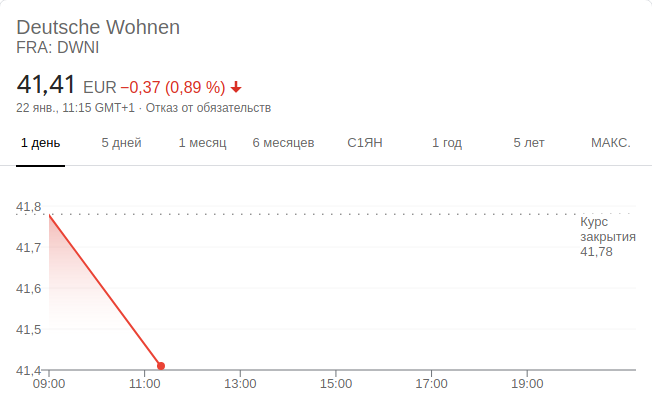 Deutsche Wohnen
FRA: DWNI
41,41 EUR −0,37 (0,89 %)
22 янв., 11:15 GMT+1 · Отказ от обязательств
1 день 5 дней 1 месяц 6 месяцев С1ЯН 1 год 5 лет МАКС.
41,8
41,7
41,6
41,5
41,4
Курс
закрытия
41,78
09:00 11:00 13:00 15:00 17:00 19:00